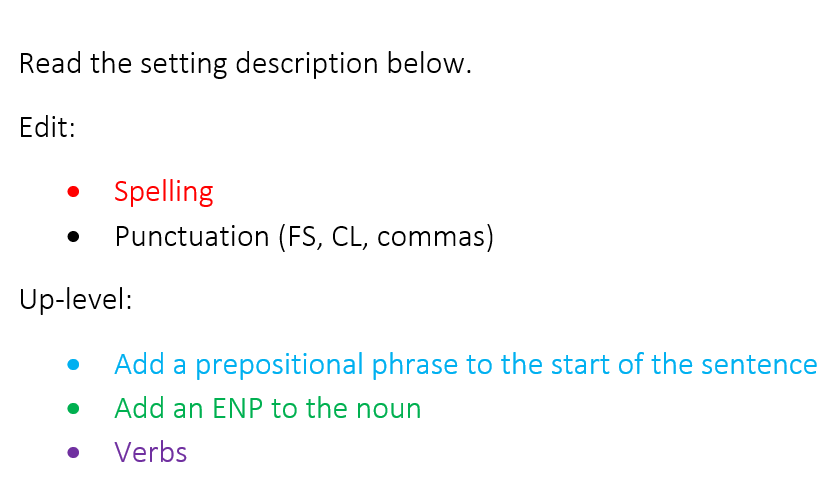 Read the setting description below.
Edit:
• Spelling
• Punctuation (FS, CL, commas)
Up-level:
• Add a prepositional phrase to the start of the sentence
• Add an ENP to the noun
• Verbs